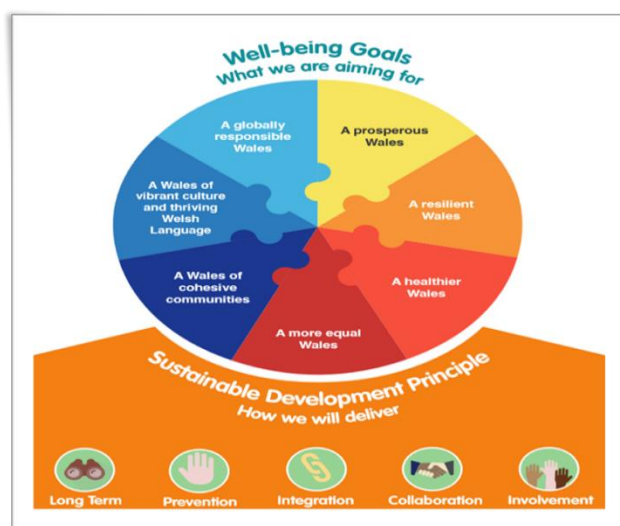 Well-being Goals
What we are aiming for
A globally
responsible
Wales
A prosperous
Wales
A Wales of
vibrant culture
and thriving
Welsh
Language
A resilient
Wales
A Wales of
cohesive
communities
A healthier
Wales
A more equal
Wales
Sustainable Development Principle
How we will deliver
Long Term
Prevention
Integration
Collaboration
Involvement